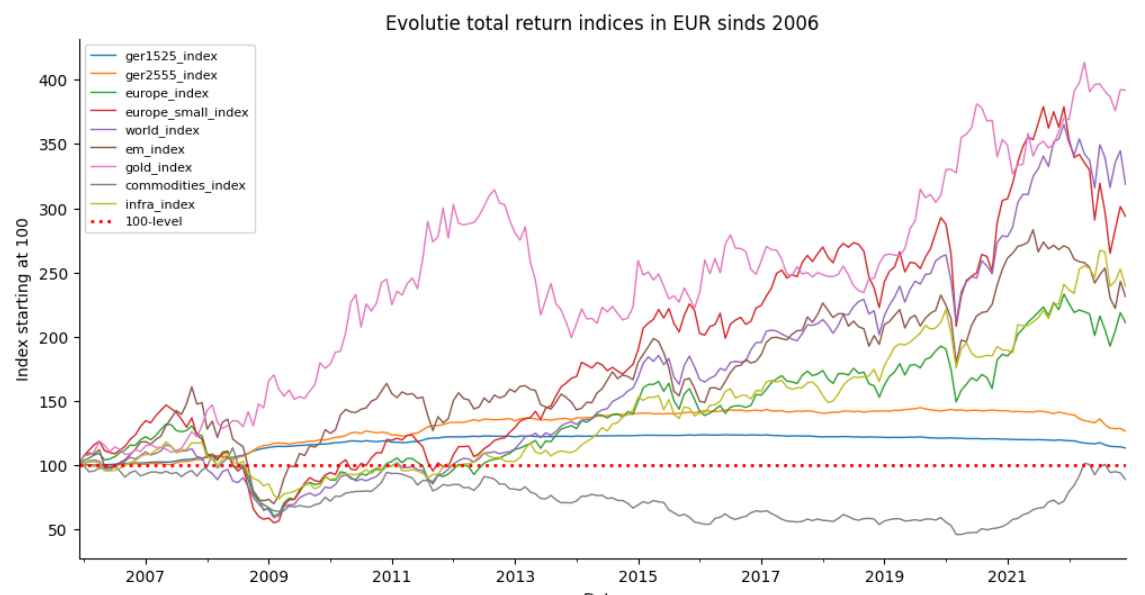 Evolutie total return indices in EUR sinds 2006
ger1525_index
ger2555_index
europe_index
europe_small_index
world_index
em_index
gold_index
commodities_index
infra_index
100-level
Index starting at 100
400
350
300
250
200
150
100
50
2007
2009
2011
2013
2015
2017
2019
2021